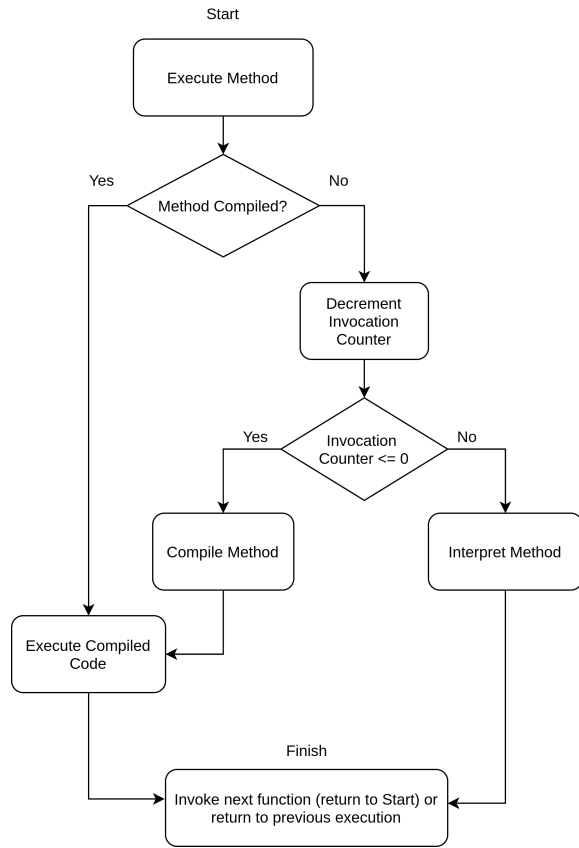 Start
Execute Method
Yes
No
Method Compiled?
Decrement
Invocation
Counter
Yes
No
Invocation
Counter <= 0
Compile Method
Interpret Method
Execute Compiled
Code
Finish
Invoke next function (return to Start) or
return to previous execution